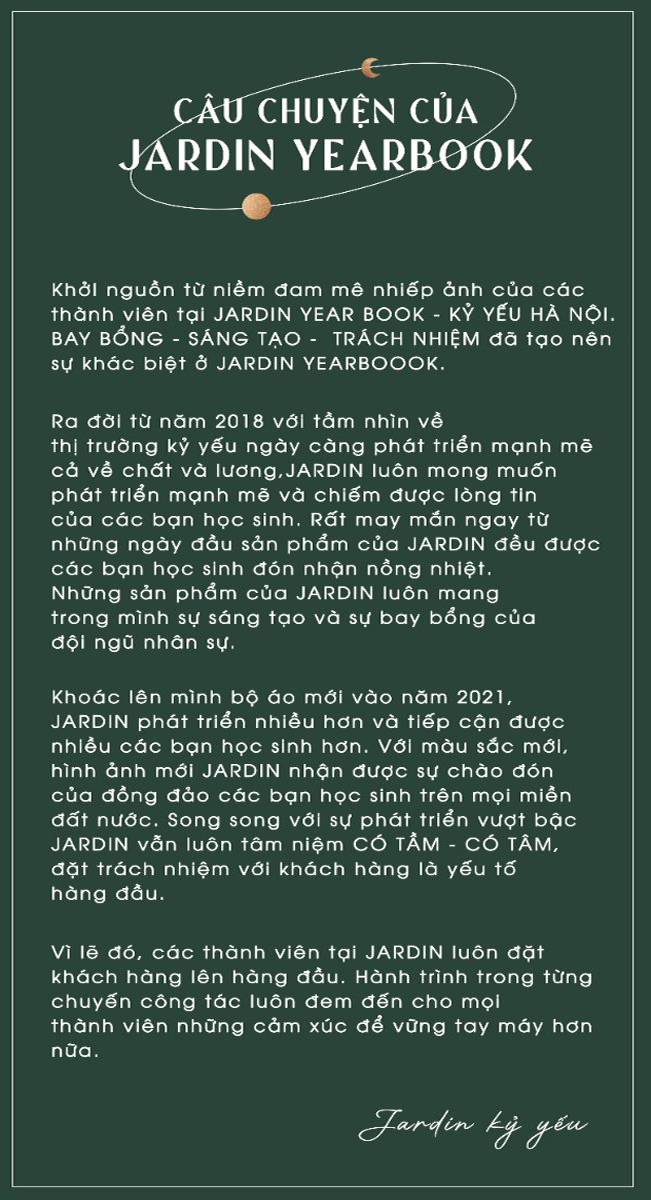 CÂU CHUYỆN CỦA
JARDIN YEARBOOK
Khởi nguồn từ niềm đam mê nhiếp ảnh của các
thành viên tại JARDIN YEAR BOOK - KỶ YẾU HÀ NỘI.
BAY BỔNG - SÁNG TẠO - TRÁCH NHIỆM đã tạo nên
sự khác biệt ở JARDIN YEARBOOOK.
Ra đời từ năm 2018 với tầm nhìn về
thị trường kỷ yếu ngày càng phát triển mạnh mẽ
cả về chất và lương,JARDIN luôn mong muốn
phát triển mạnh mẽ và chiếm được lòng tin
của các bạn học sinh. Rất may mắn ngay từ
những ngày đầu sản phẩm của JARDIN đều được
các bạn học sinh đón nhận nồng nhiệt.
Những sản phẩm của JARDIN luôn mang
trong mình sự sáng tạo và sự bay bổng của
đội ngũ nhân sự.
Khoác lên mình bộ áo mới vào năm 2021,
JARDIN phát triển nhiều hơn và tiếp cận được
nhiều các bạn học sinh hơn. Với màu sắc mới,
hình ảnh mới JARDIN nhận được sự chào đón
của đồng đảo các bạn học sinh trên mọi miền
đất nước. Song song với sự phát triển vượt bậc
JARDIN vẫn luôn tâm niệm CÓ TẦM - CÓ TÂM,
đặt trách nhiệm với khách hàng là yếu tố
hàng đầu.
Vì lẽ đó, các thành viên tại JARDIN luôn đặt
khách hàng lên hàng đầu. Hành trình trong từng
chuyến công tác luôn đem đến cho mọi
thành viên những cảm xúc để vững tay máy hơn
nữa.
Jardin kỷ yếu